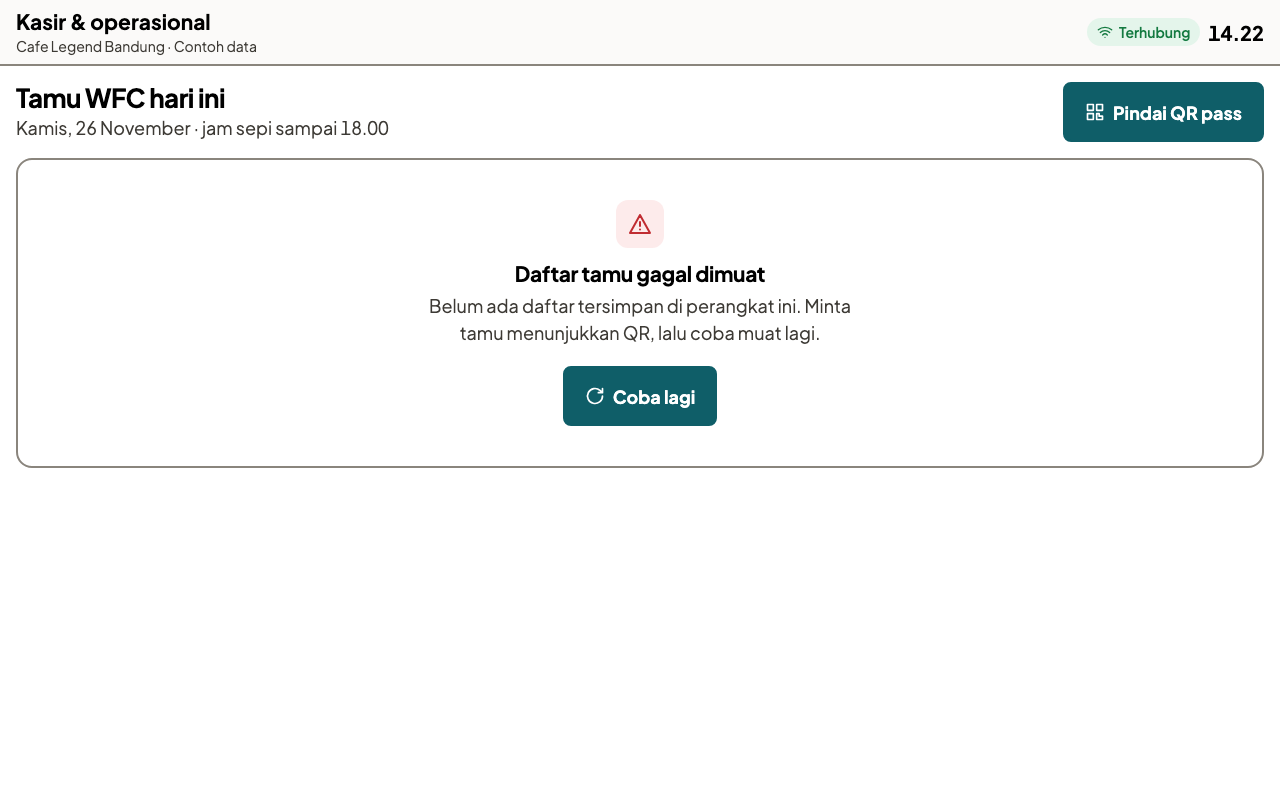 Kasir & operasional
Cafe Legend Bandung · Contoh data
Terhubung
14.22
Tamu WFC hari ini
Kamis, 26 November · jam sepi sampai 18.00
Pindai QR pass
Daftar tamu gagal dimuat
Belum ada daftar tersimpan di perangkat ini. Minta
tamu menunjukkan QR, lalu coba muat lagi.
Coba lagi